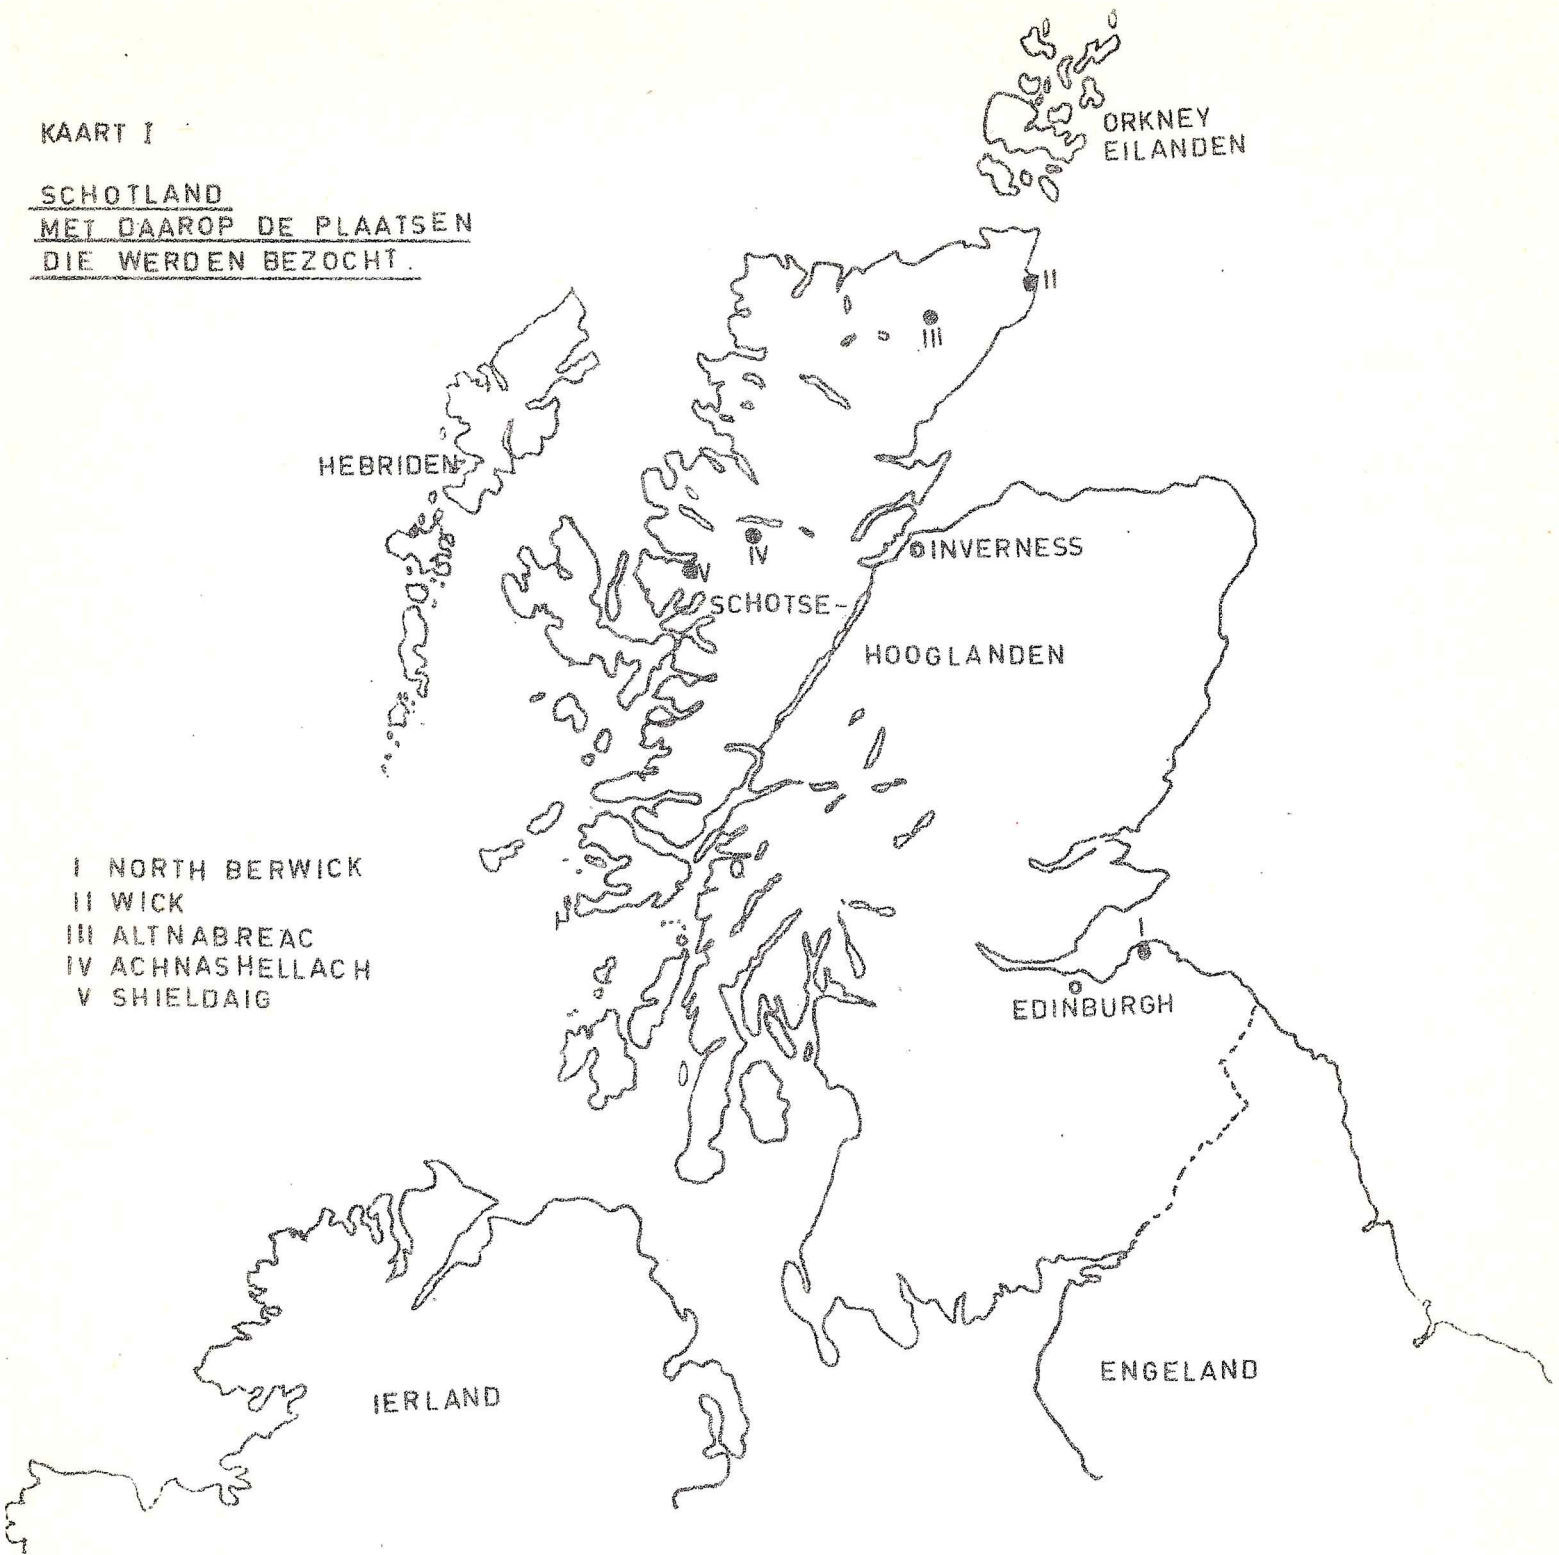 KAART I
SCHOTLAND
MET DAAROP DE PLAATSEN
DIE WERDEN BEZOCHT.
ORKNEY
EILANDEN
II
III
HEBRIDEN
IV
INVERNESS
V
SCHOTSE-
HOOGLANDEN
I NORTH BERWICK
II WICK
III ALTNABREAC
IV ACHNASHELLACH
V SHIELDAIG
I
EDINBURGH
ENGELAND
IERLAND